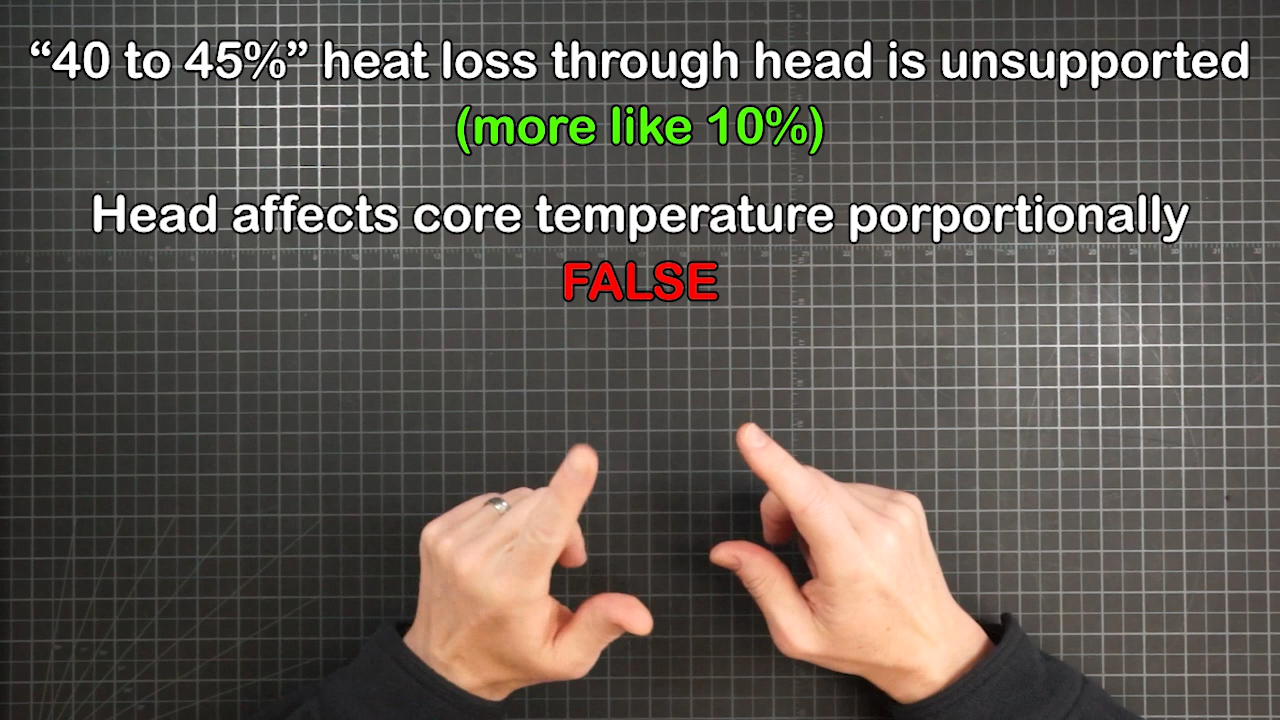 “40 to 45%” heat loss through head is unsupported
(more like 10%)
Head affects core temperature porportionally
FALSE